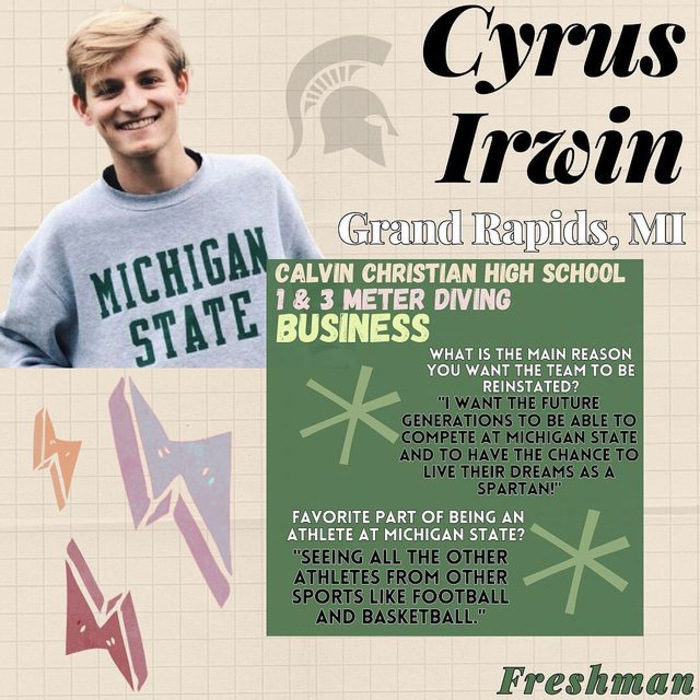 Cyrus
Irwin
Grand Rapids, MI
MICHIGAN
STATE
CALVIN CHRISTIAN HIGH SCHOOL
1 & 3 METER DIVING
BUSINESS
WHAT IS THE MAIN REASON
YOU WANT THE TEAM TO BE
REINSTATED?
"I WANT THE FUTURE
GENERATIONS TO BE ABLE TO
COMPETE AT MICHIGAN STATE
AND TO HAVE THE CHANCE TO
LIVE THEIR DREAMS AS A
SPARTAN!"
FAVORITE PART OF BEING AN
ATHLETE AT MICHIGAN STATE?
"SEEING ALL THE OTHER
ATHLETES FROM OTHER
SPORTS LIKE FOOTBALL
AND BASKETBALL."
Freshman